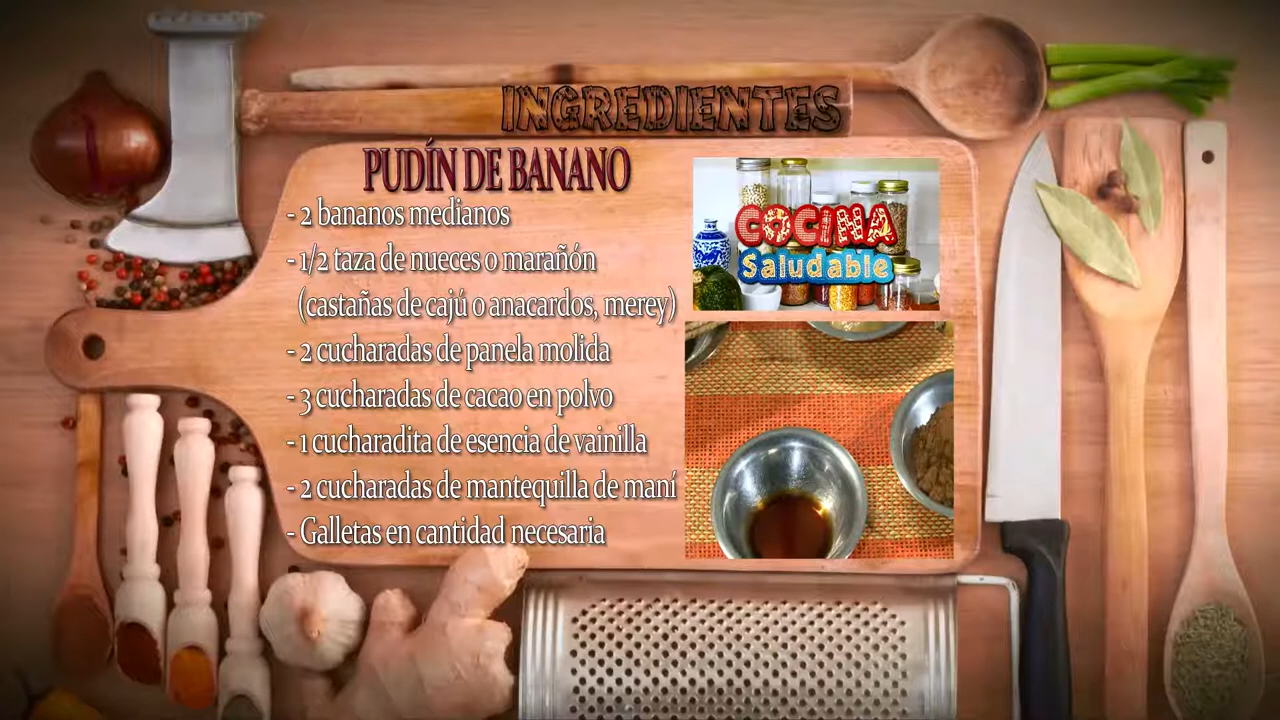 INGREDIENTES
PUDÍN DE BANANO
- 2 bananos medianos
- 1/2 taza de nueces o marañón
(castañas de cajú o anacardos, merey)
- 2 cucharadas de panela molida
- 3 cucharadas de cacao en polvo
- 1 cucharadita de esencia de vainilla
- 2 cucharadas de mantequilla de maní
- Galletas en cantidad necesaria
COCINA
Saludable